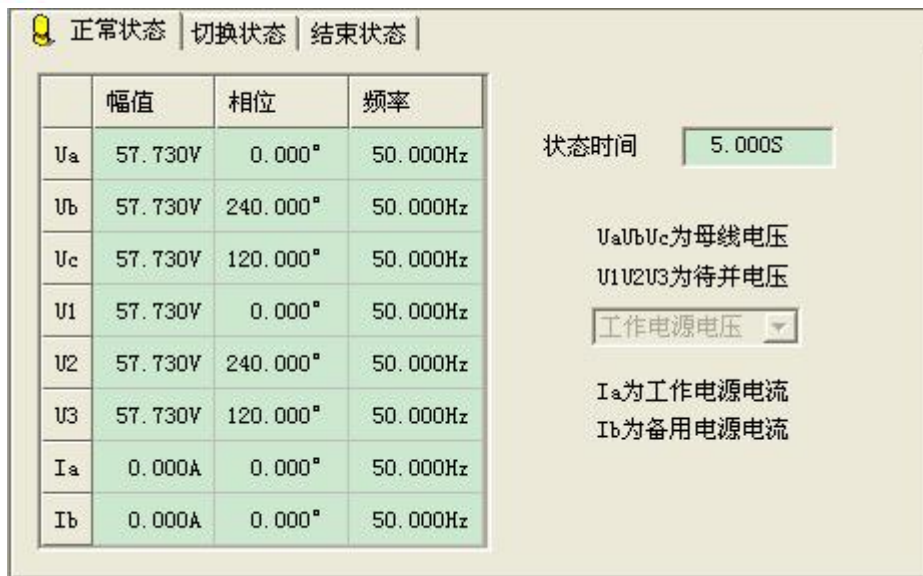 正常状态 切换状态 结束状态
幅值 相位 频率
Ua 57.730V 0.000° 50.000Hz
Ub 57.730V 240.000° 50.000Hz
Uc 57.730V 120.000° 50.000Hz
U1 57.730V 0.000° 50.000Hz
U2 57.730V 240.000° 50.000Hz
U3 57.730V 120.000° 50.000Hz
Ia 0.000A 0.000° 50.000Hz
Ib 0.000A 0.000° 50.000Hz
状态时间 5.000S
UaUbUc为母线电压
U1U2U3为待并电压
工作电源电压
Ia为工作电源电流
Ib为备用电源电流